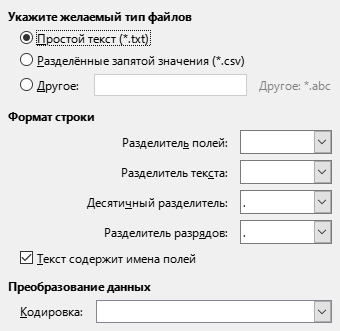 Укажите желаемый тип файлов
Простой текст (*.txt)
Разделённые запятой значения (*.csv)
Другое: Другое: *.abc
Формат строки
Разделитель полей:
Разделитель текста:
Десятичный разделитель: .
Разделитель разрядов: .
Текст содержит имена полей
Преобразование данных
Кодировка: